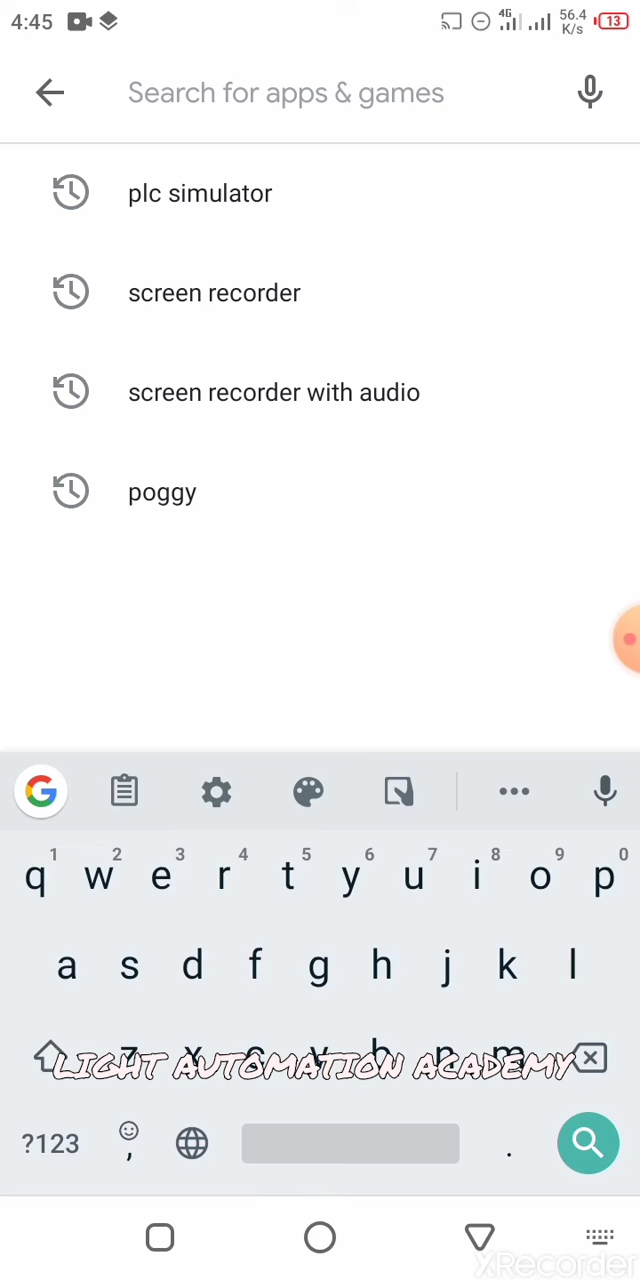 4:45 4G 56.4 K/s 13
Search for apps & games
plc simulator
screen recorder
screen recorder with audio
poggy
1 2 3 4 5 6 7 8 9 0
q w e r t y u i o p
a s d f g h j k l
z x c v b n m
LIGHT AUTOMATION ACADEMY
?123 , .
XRecorder